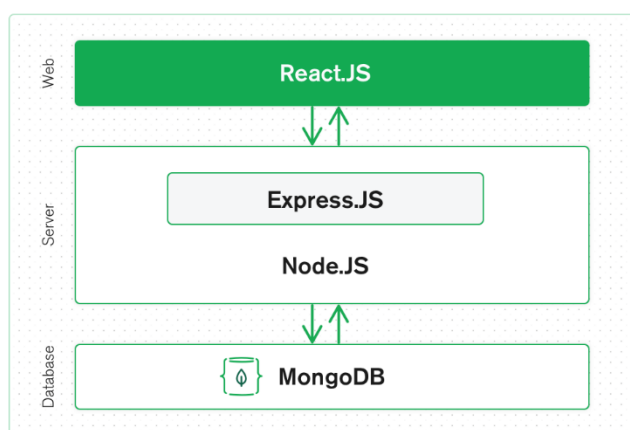 Web
React.JS
Server
Express.JS
Node.JS
Database
MongoDB